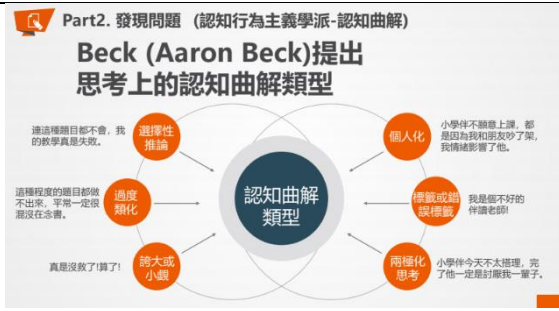 Part2. 發現問題 (認知行為主義學派-認知曲解)
Beck (Aaron Beck)提出
思考上的認知曲解類型
連這種題目都不會，我
的教學真是失敗。
選擇性
推論
這種程度的題目都做
不出來，平常一定很
混沒在念書。
過度
類化
真是沒救了!算了!
誇大或
小覷
認知曲解
類型
個人化
小學伴不願意上課，都
是因為我和朋友吵了架，
我情緒影響了他。
標籤或錯
誤標籤
我是個不好的
伴讀老師!
兩極化
思考
小學伴今天不太搭理，完
了他一定是討厭我一輩子。